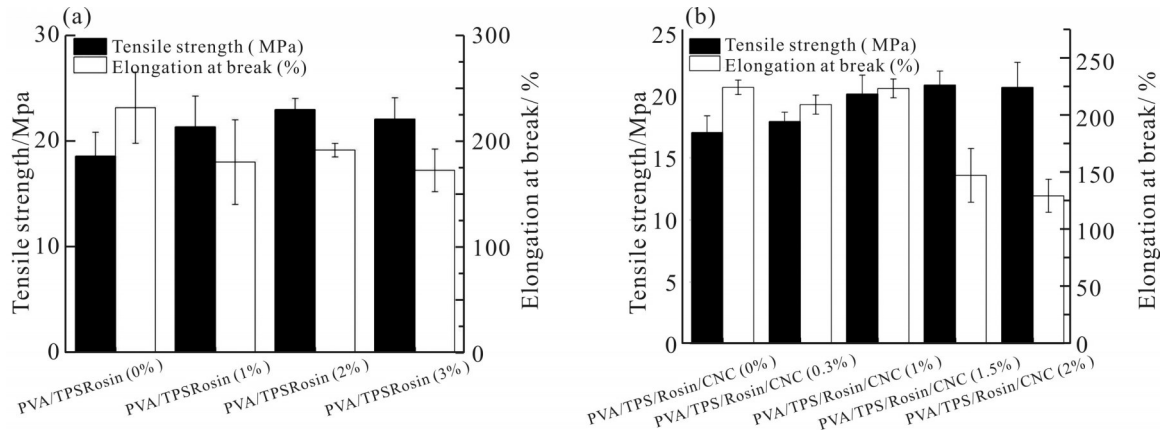 (a)
30
20
10
0
Tensile strength/Mpa
Tensile strength ( MPa)
Elongation at break (%)
300
200
100
0
Elongation at break/ %
PVA/TPSRosin (0%)
PVA/TPSRosin (1%)
PVA/TPSRosin (2%)
PVA/TPSRosin (3%)
(b)
25
20
15
10
5
0
Tensile strength/Mpa
Tensile strength ( MPa)
Elongation at break (%)
250
200
150
100
50
0
Elongation at break/ %
PVA/TPS/Rosin/CNC (0%)
PVA/TPS/Rosin/CNC (0.3%)
PVA/TPS/Rosin/CNC (1%)
PVA/TPS/Rosin/CNC (1.5%)
PVA/TPS/Rosin/CNC (2%)